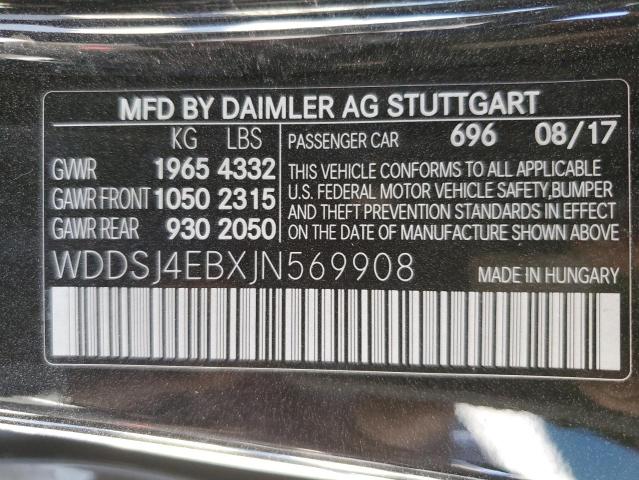 MFD BY DAIMLER AG STUTTGART
KG LBS PASSENGER CAR 696 08/17
GWWR 1965 4332
GAWR FRONT 1050 2315
GAWR REAR 930 2050
THIS VEHICLE CONFORMS TO ALL APPLICABLE
U.S. FEDERAL MOTOR VEHICLE SAFETY,BUMPER
AND THEFT PREVENTION STANDARDS IN EFFECT
ON THE DATE OF MANUFACTURE SHOWN ABOVE.
WDDSJ4EBXJN569908 MADE IN HUNGARY